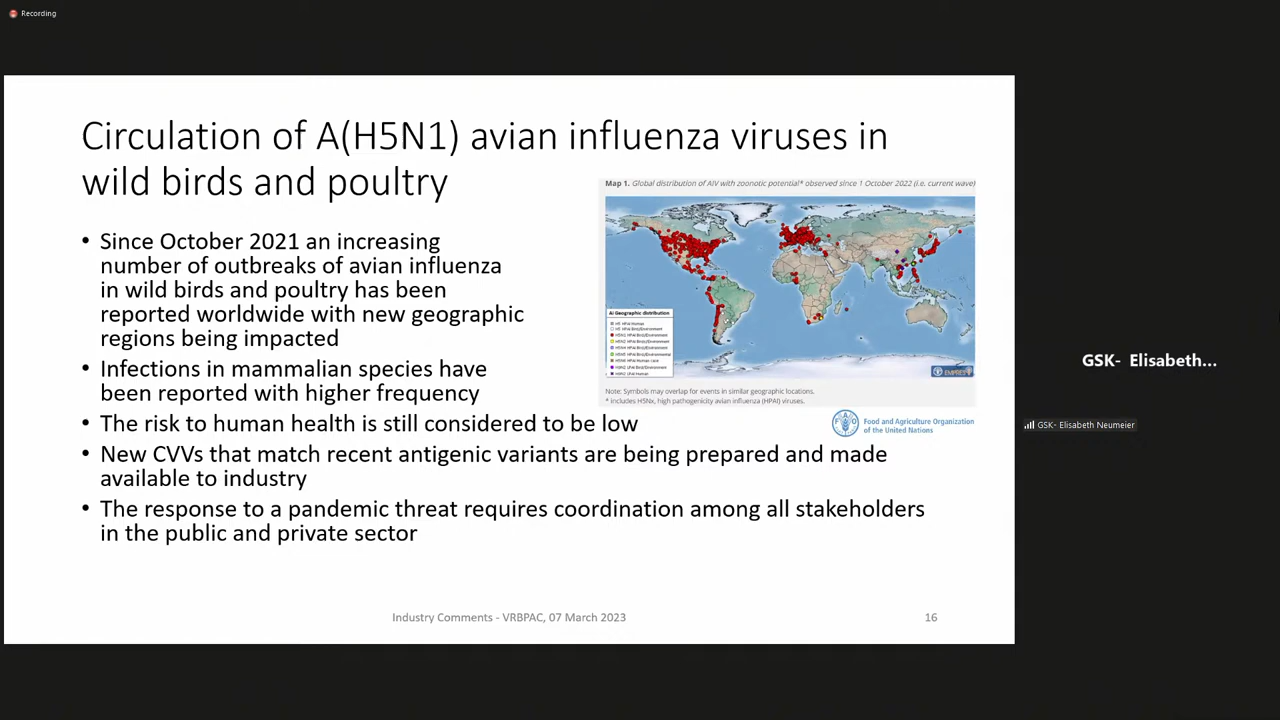 Recording
Circulation of A(H5N1) avian influenza viruses in
wild birds and poultry
Map 1. Global distribution of AIV with zoonotic potential* observed since 1 October 2022 (i.e. current wave)
• Since October 2021 an increasing
number of outbreaks of avian influenza
in wild birds and poultry has been
reported worldwide with new geographic
regions being impacted
• Infections in mammalian species have
been reported with higher frequency
• The risk to human health is still considered to be low
• New CVVs that match recent antigenic variants are being prepared and made
available to industry
• The response to a pandemic threat requires coordination among all stakeholders
in the public and private sector
AI Geographic distribution
Note: Symbols may overlap for events in similar geographic locations.
* Includes H5Nx, high pathogenicity avian influenza (HPAI) viruses.
Food and Agriculture Organization
of the United Nations
Industry Comments - VRBPAC, 07 March 2023
16
GSK- Elisabeth...
GSK- Elisabeth Neumeier